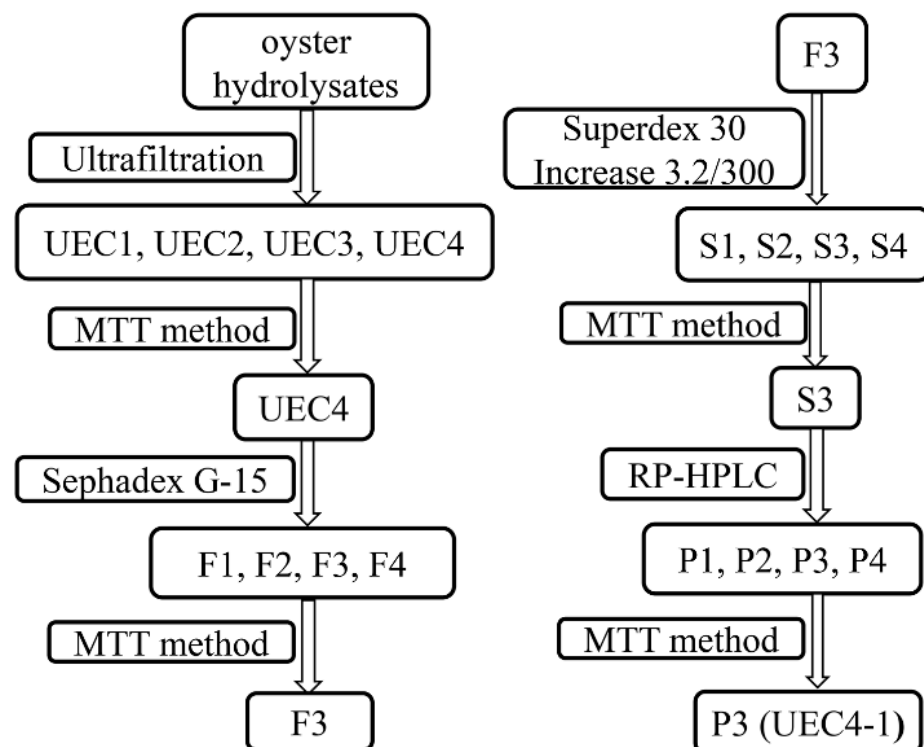 oyster
hydrolysates
Ultrafiltration
UEC1, UEC2, UEC3, UEC4
MTT method
UEC4
Sephadex G-15
F1, F2, F3, F4
MTT method
F3
F3
Superdex 30
Increase 3.2/300
S1, S2, S3, S4
MTT method
S3
RP-HPLC
P1, P2, P3, P4
MTT method
P3 (UEC4-1)